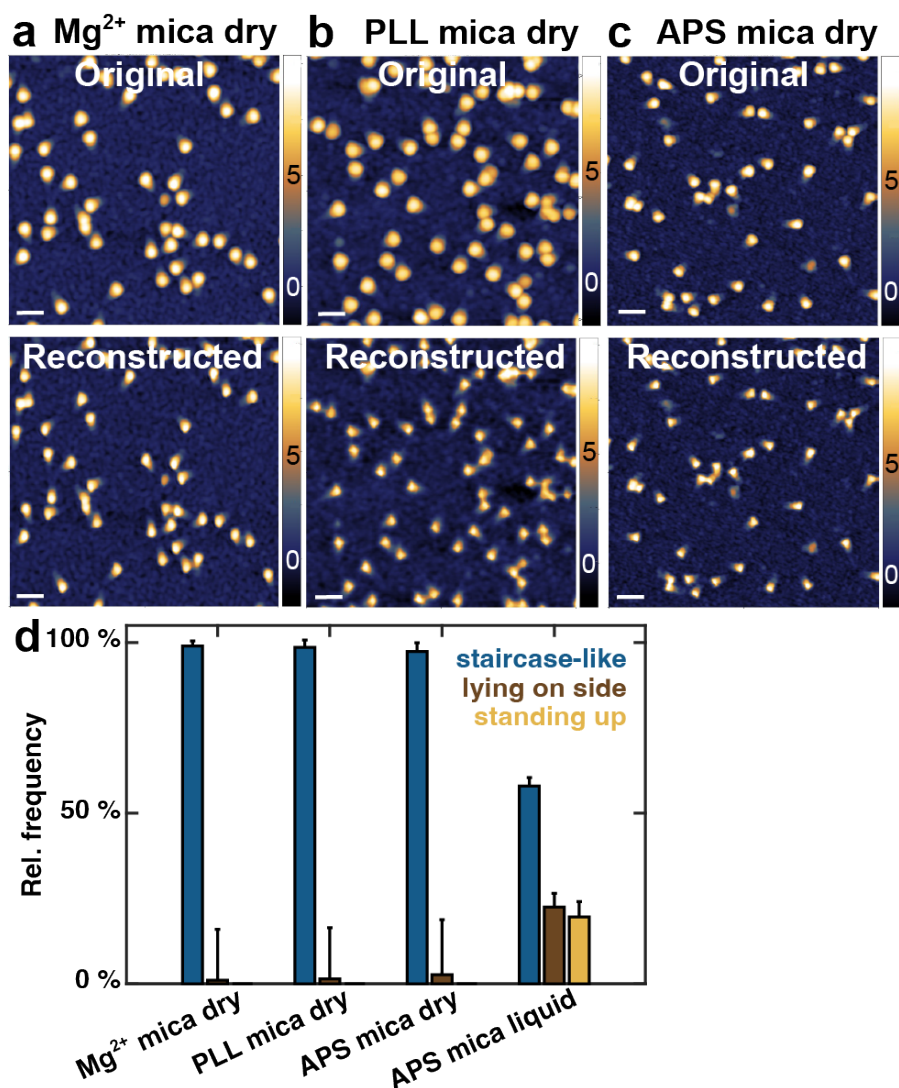 a Mg²⁺ mica dry
b PLL mica dry
c APS mica dry
Original
Original
Original
5
0
5
0
5
0
Reconstructed
Reconstructed
Reconstructed
5
0
5
0
5
0
d
100 %
50 %
0 %
Rel. frequency
staircase-like
lying on side
standing up
Mg²⁺ mica dry
PLL mica dry
APS mica dry
APS mica liquid